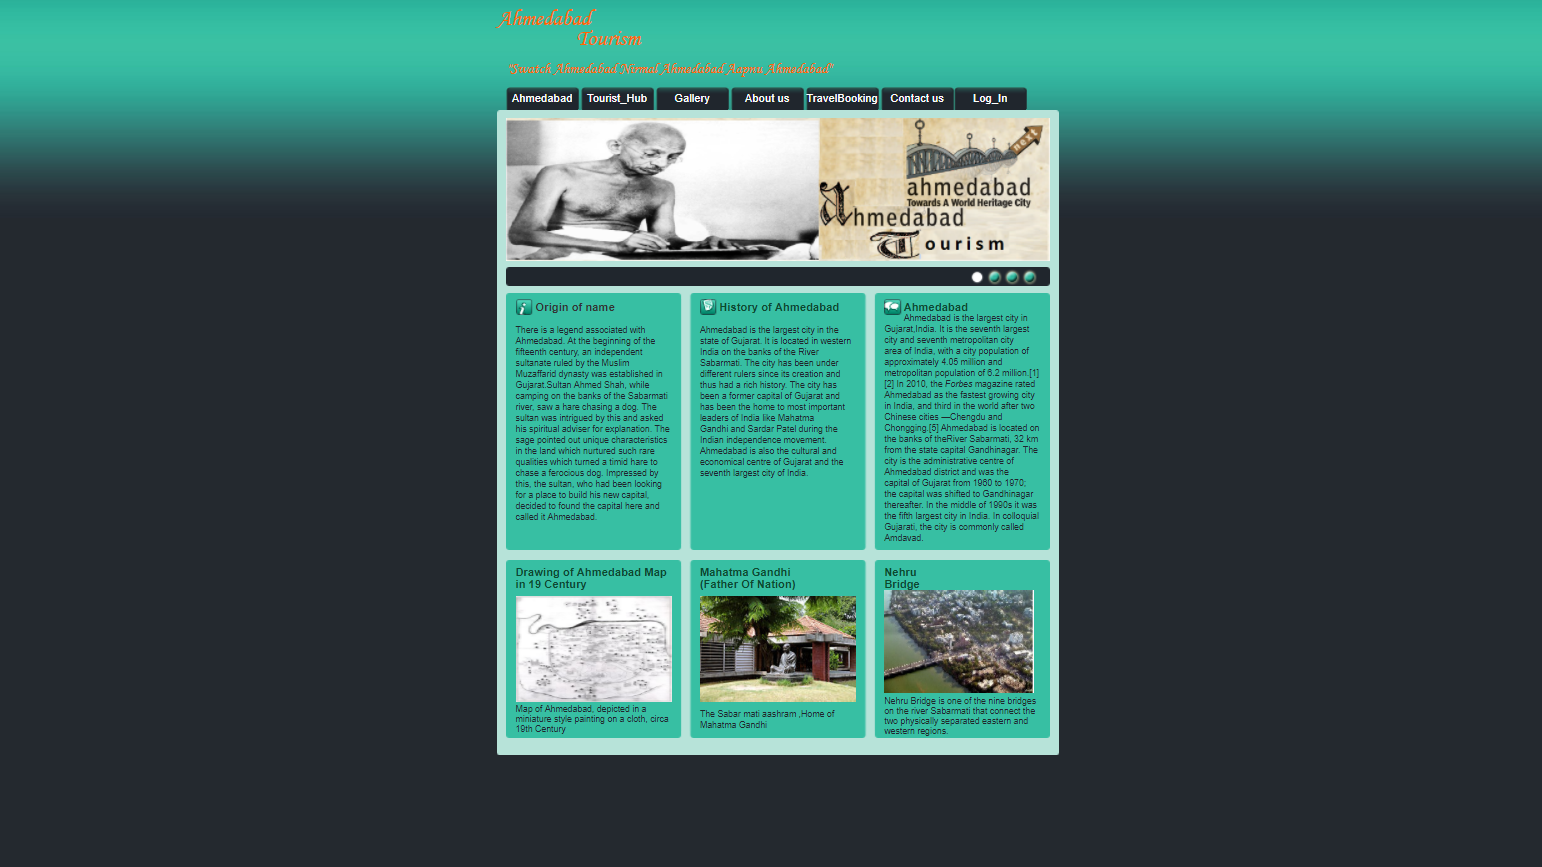 Ahmedabad
Tourism
"Swatch Ahmedabad Nirmal Ahmedabad Aapnu Ahmedabad"
Ahmedabad Tourist_Hub Gallery About us TravelBooking Contact us Log_In
ahmedabad
Towards A World Heritage City
Ahmedabad
Tourism
Origin of name
There is a legend associated with
Ahmedabad. At the beginning of the
fifteenth century, an independent
sultanate ruled by the Muslim
Muzaffarid dynasty was established in
Gujarat.Sultan Ahmed Shah, while
camping on the banks of the Sabarmati
river, saw a hare chasing a dog. The
sultan was intrigued by this and asked
his spiritual adviser for explanation. The
sage pointed out unique characteristics
in the land which nurtured such rare
qualities which turned a timid hare to
chase a ferocious dog. Impressed by
this, the sultan, who had been looking
for a place to build his new capital,
decided to found the capital here and
called it Ahmedabad.
History of Ahmedabad
Ahmedabad is the largest city in the
state of Gujarat. It is located in western
India on the banks of the River
Sabarmati. The city has been under
different rulers since its creation and
thus had a rich history. The city has
been a former capital of Gujarat and
has been the home to most important
leaders of India like Mahatma
Gandhi and Sardar Patel during the
Indian independence movement.
Ahmedabad is also the cultural and
economical centre of Gujarat and the
seventh largest city of India.
Ahmedabad
Ahmedabad is the largest city in
Gujarat,India. It is the seventh largest
city and seventh metropolitan city
area of India, with a city population of
approximately 4.05 million and
metropolitan population of 6.2 million.[1]
[2] In 2010, the Forbes magazine rated
Ahmedabad as the fastest growing city
in India, and third in the world after two
Chinese cities —Chengdu and
Chongging.[5] Ahmedabad is located on
the banks of theRiver Sabarmati, 32 km
from the state capital Gandhinagar. The
city is the administrative centre of
Ahmedabad district and was the
capital of Gujarat from 1960 to 1970;
the capital was shifted to Gandhinagar
thereafter. In the middle of 1990s it was
the fifth largest city in India. In colloquial
Gujarati, the city is commonly called
Amdavad.
Drawing of Ahmedabad Map
in 19 Century
Map of Ahmedabad, depicted in a
miniature style painting on a cloth, circa
19th Century
Mahatma Gandhi
(Father Of Nation)
The Sabar mati aashram ,Home of
Mahatma Gandhi
Nehru
Bridge
Nehru Bridge is one of the nine bridges
on the river Sabarmati that connect the
two physically separated eastern and
western regions.